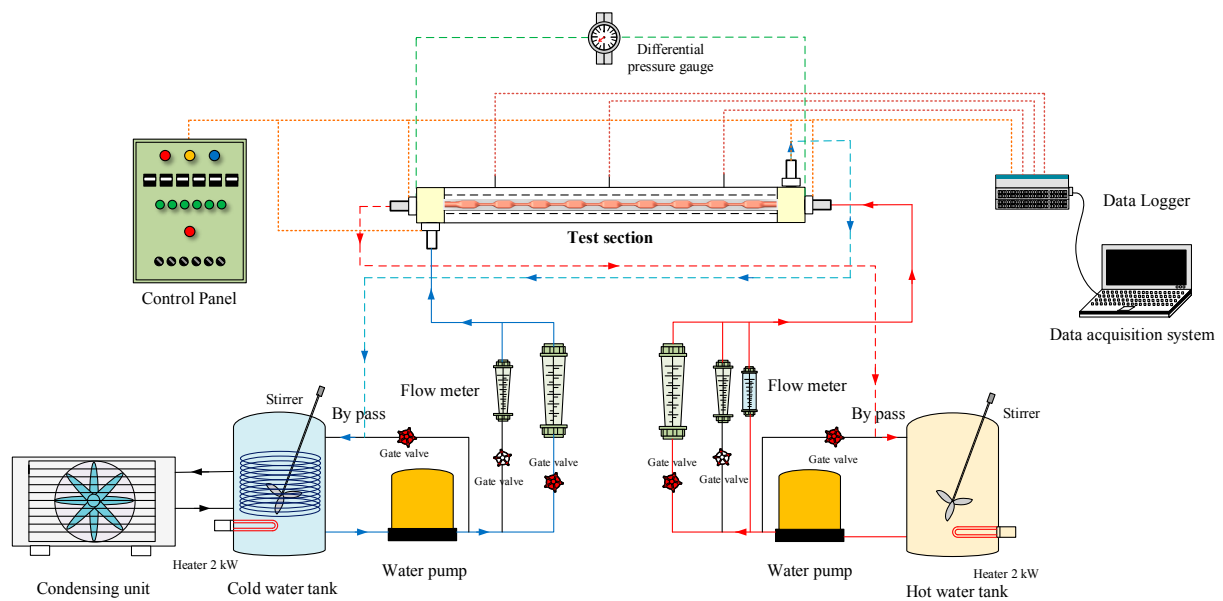 Differential
pressure gauge
Data Logger
Test section
Control Panel
Data acquisition system
Flow meter
Flow meter
Stirrer
By pass
By pass
Stirrer
Gate valve
Gate valve
Gate valve
Gate valve
Gate valve
Gate valve
Heater 2 kW
Water pump
Water pump
Heater 2 kW
Condensing unit
Cold water tank
Hot water tank